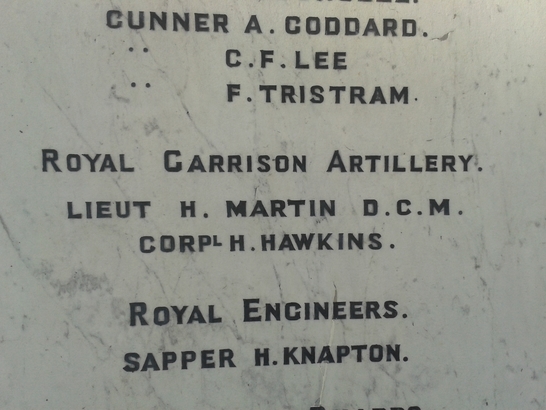 GUNNER A. GODDARD.
" C.F. LEE
" F. TRISTRAM.
ROYAL GARRISON ARTILLERY.
LIEUT H. MARTIN D.C.M.
CORPL H. HAWKINS.
ROYAL ENGINEERS.
SAPPER H. KNAPTON.